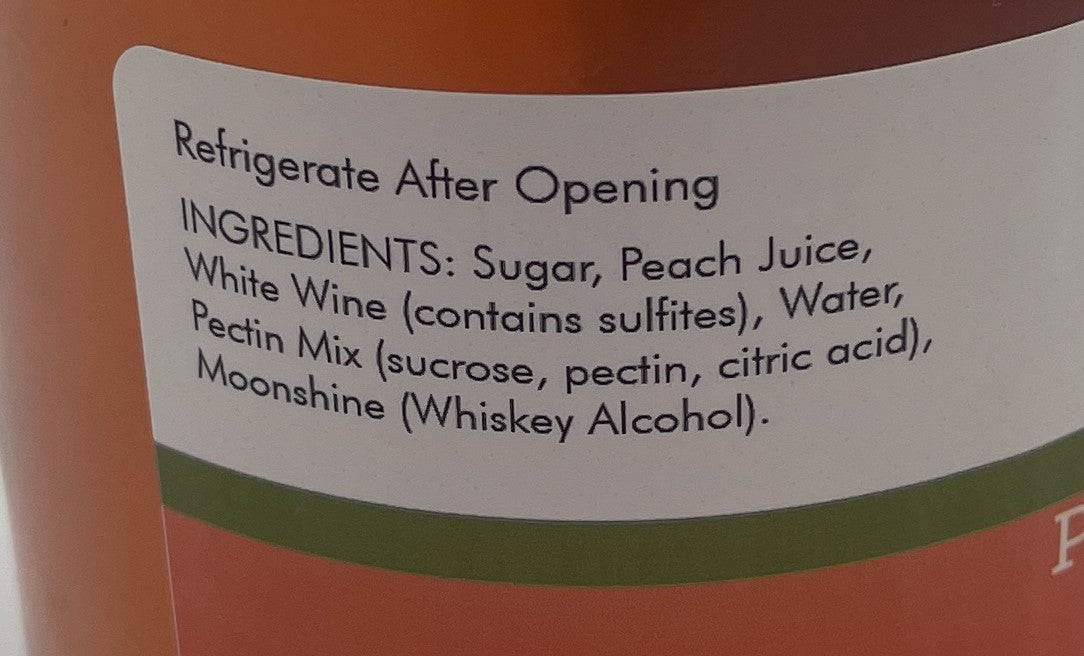 Refrigerate After Opening
INGREDIENTS: Sugar, Peach Juice,
White Wine (contains sulfites), Water,
Pectin Mix (sucrose, pectin, citric acid),
Moonshine (Whiskey Alcohol).
P